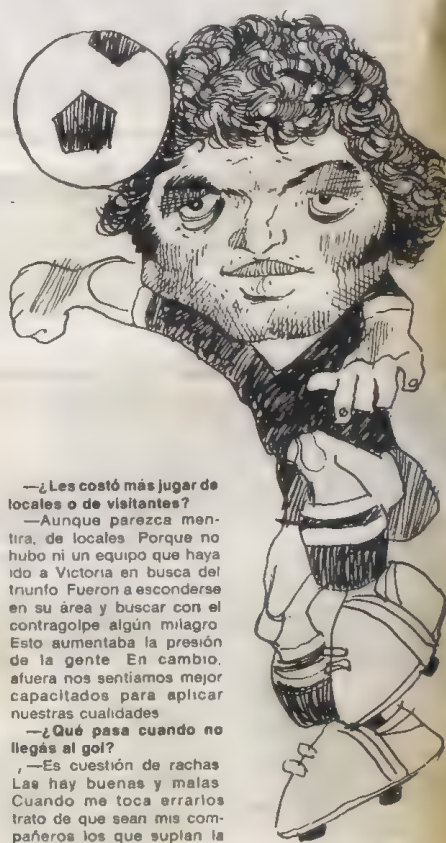 —¿Les costó más jugar de
locales o de visitantes?
—Aunque parezca men-
tira, de locales Porque no
hubo ni un equipo que haya
ido a Victoria en busca del
triunfo Fueron a esconderse
en su área y buscar con el
contragolpe algún milagro
Esto aumentaba la presión
de la gente En cambio,
afuera nos sentíamos mejor
capacitados para aplicar
nuestras cualidades
—¿Qué pasa cuando no
llegás al gol?
,—Es cuestión de rachas
Las hay buenas y malas
Cuando me toca errarlos
trato de que sean mis com-
pañeros los que suplan la